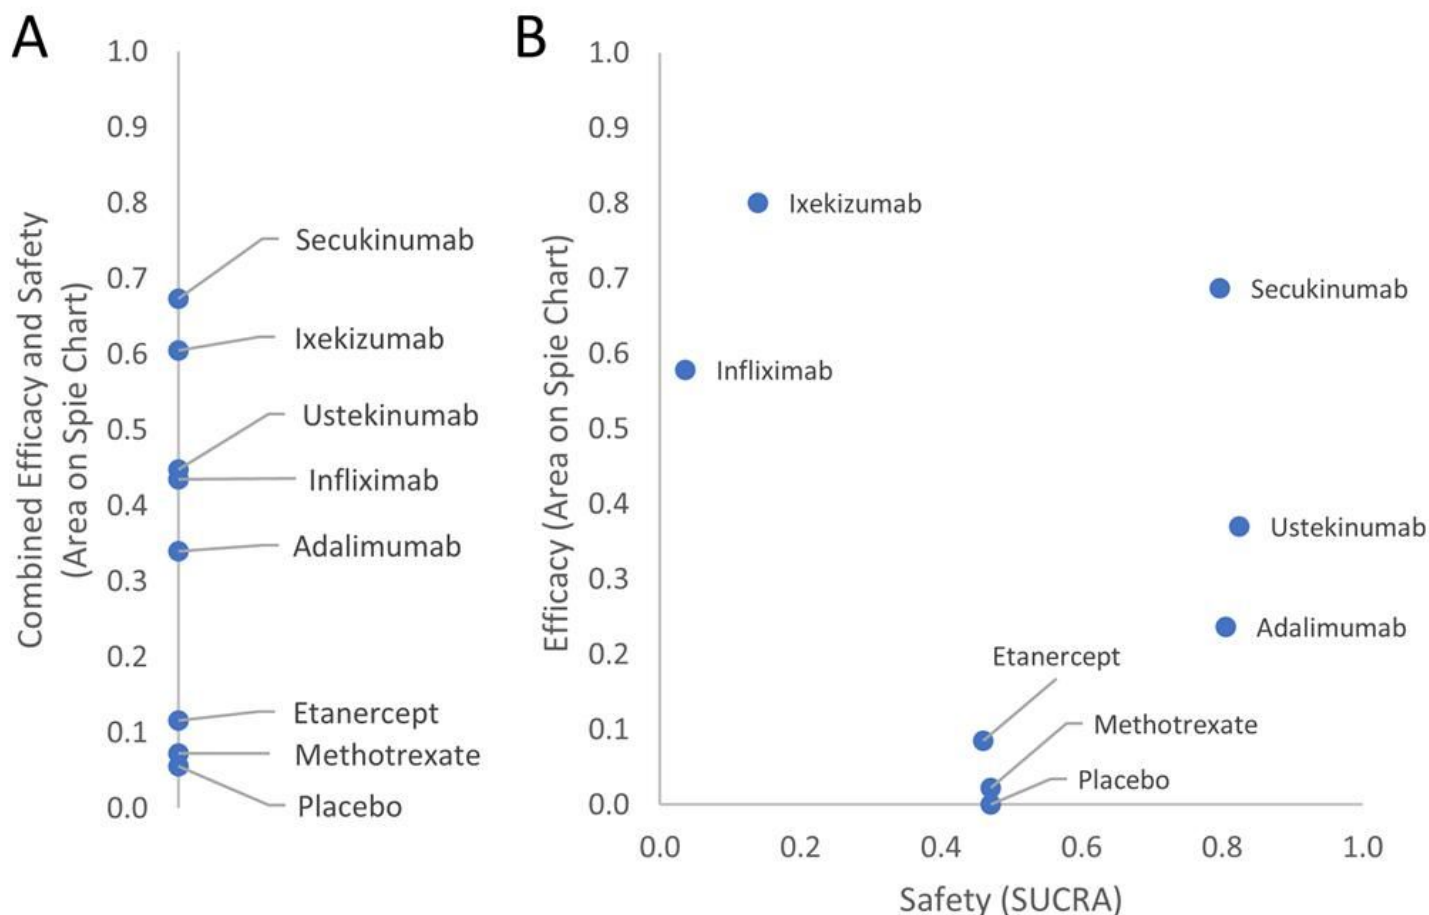 A
Combined Efficacy and Safety
(Area on Spie Chart)
1.0
0.9
0.8
0.7
0.6
0.5
0.4
0.3
0.2
0.1
0.0
Secukinumab
Ixekizumab
Ustekinumab
Infliximab
Adalimumab
Etanercept
Methotrexate
Placebo
B
Efficacy (Area on Spie Chart)
1.0
0.9
0.8
0.7
0.6
0.5
0.4
0.3
0.2
0.1
0.0
Ixekizumab
Secukinumab
Infliximab
Ustekinumab
Adalimumab
Etanercept
Methotrexate
Placebo
0.0 0.2 0.4 0.6 0.8 1.0
Safety (SUCRA)